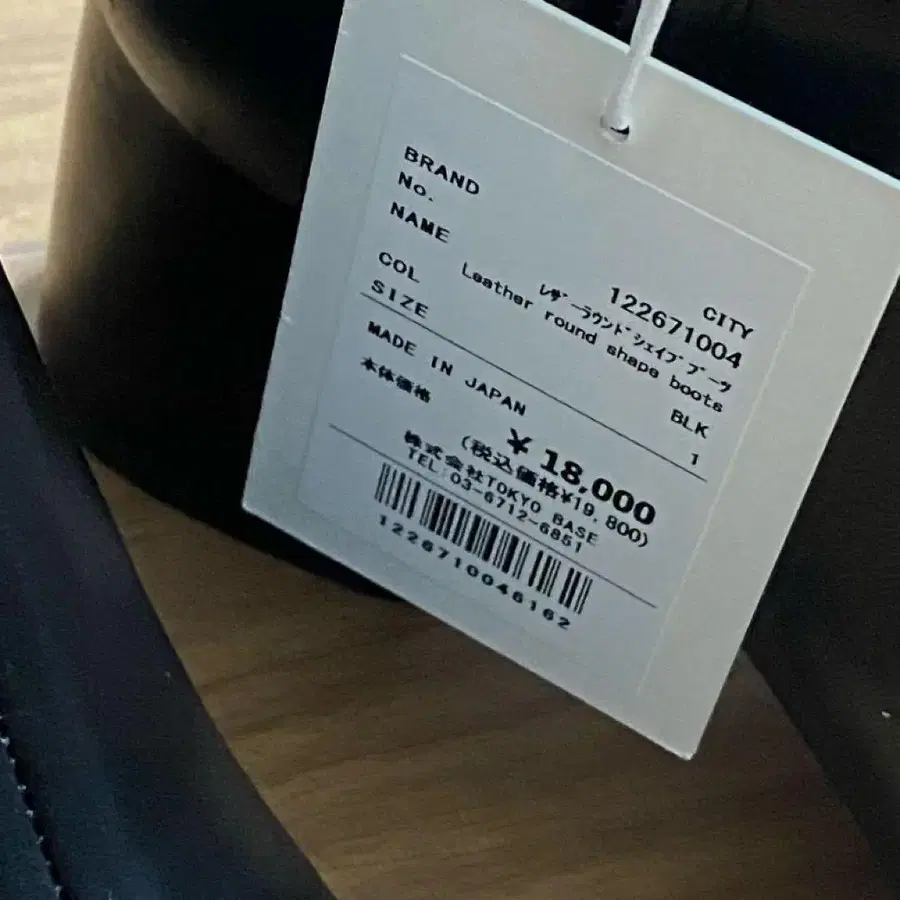 BRAND CITY
No. 122671004
NAME ﾚｻﾞｰﾗｳﾝﾄﾞｼｪｲﾌﾟﾌﾞｰﾂ
Leather round shape boots
COL BLK
SIZE 1
MADE IN JAPAN
本体価格 ¥18,000
(税込価格¥19,800)
株式会社TOKYO BASE
TEL:03-6712-6851
1226710046162